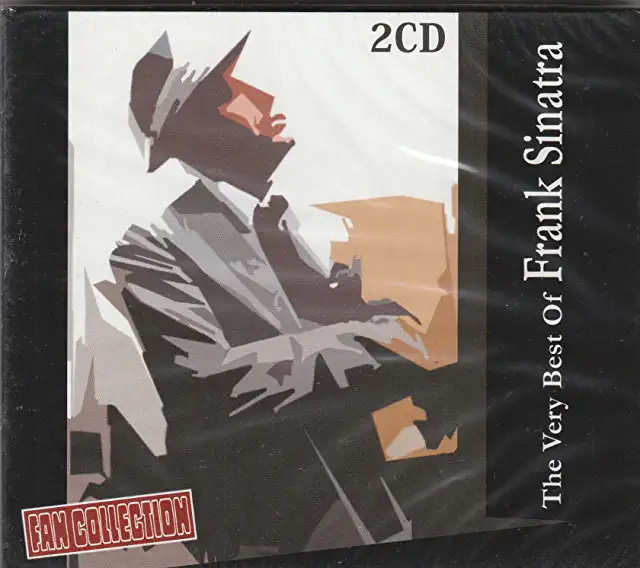 2CD
The Very Best Of Frank Sinatra
FAN COLLECTION